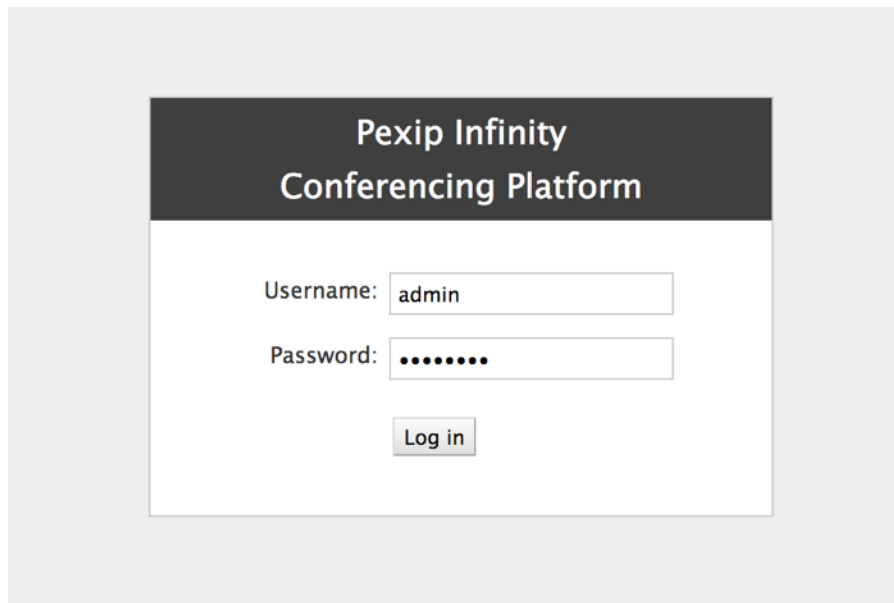 Pexip Infinity
Conferencing Platform
Username: admin
Password: ••••••••
Log in